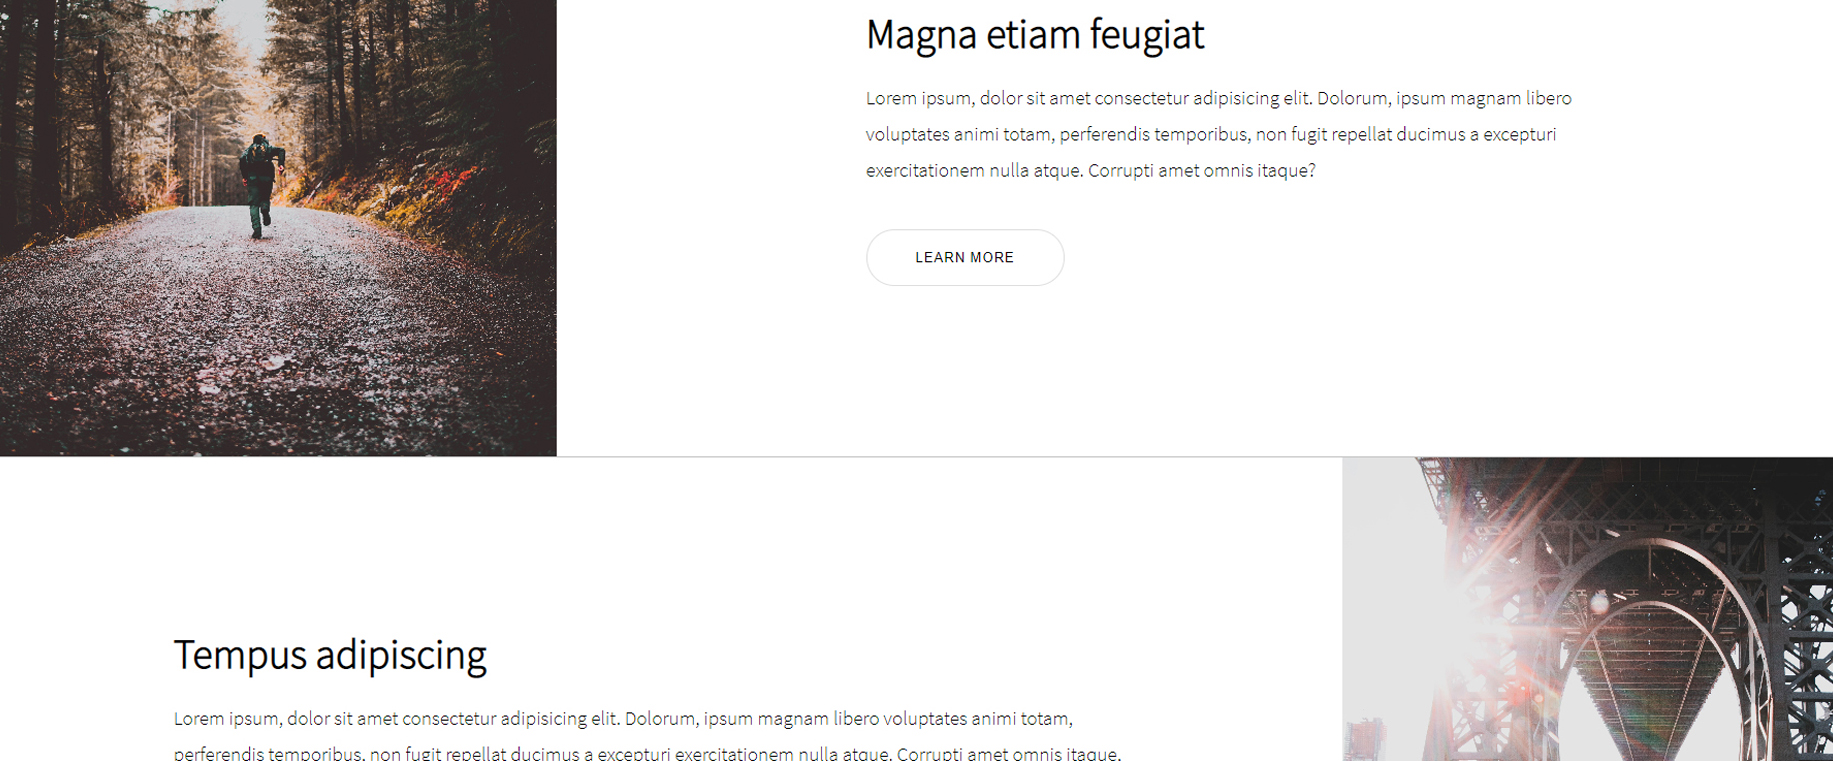 Magna etiam feugiat
Lorem ipsum, dolor sit amet consectetur adipisicing elit. Dolorum, ipsum magnam libero
voluptates animi totam, perferendis temporibus, non fugit repellat ducimus a excepturi
exercitationem nulla atque. Corrupti amet omnis itaque?
LEARN MORE
Tempus adipiscing
Lorem ipsum, dolor sit amet consectetur adipisicing elit. Dolorum, ipsum magnam libero voluptates animi totam,
perferendis temporibus, non fugit repellat ducimus a excepturi exercitationem nulla atque. Corrupti amet omnis itaque,